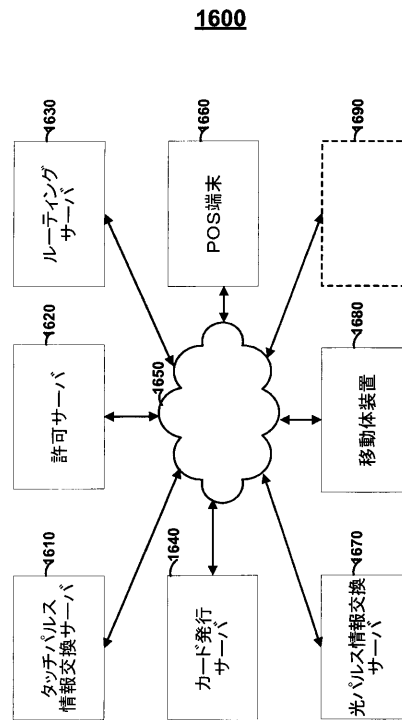 1600
1610
タッチパルス
情報交換サーバ
1620
許可サーバ
1630
ルーティング
サーバ
1640
カード発行
サーバ
1650
1660
POS端末
1670
光パルス情報交換
サーバ
1680
移動体装置
1690